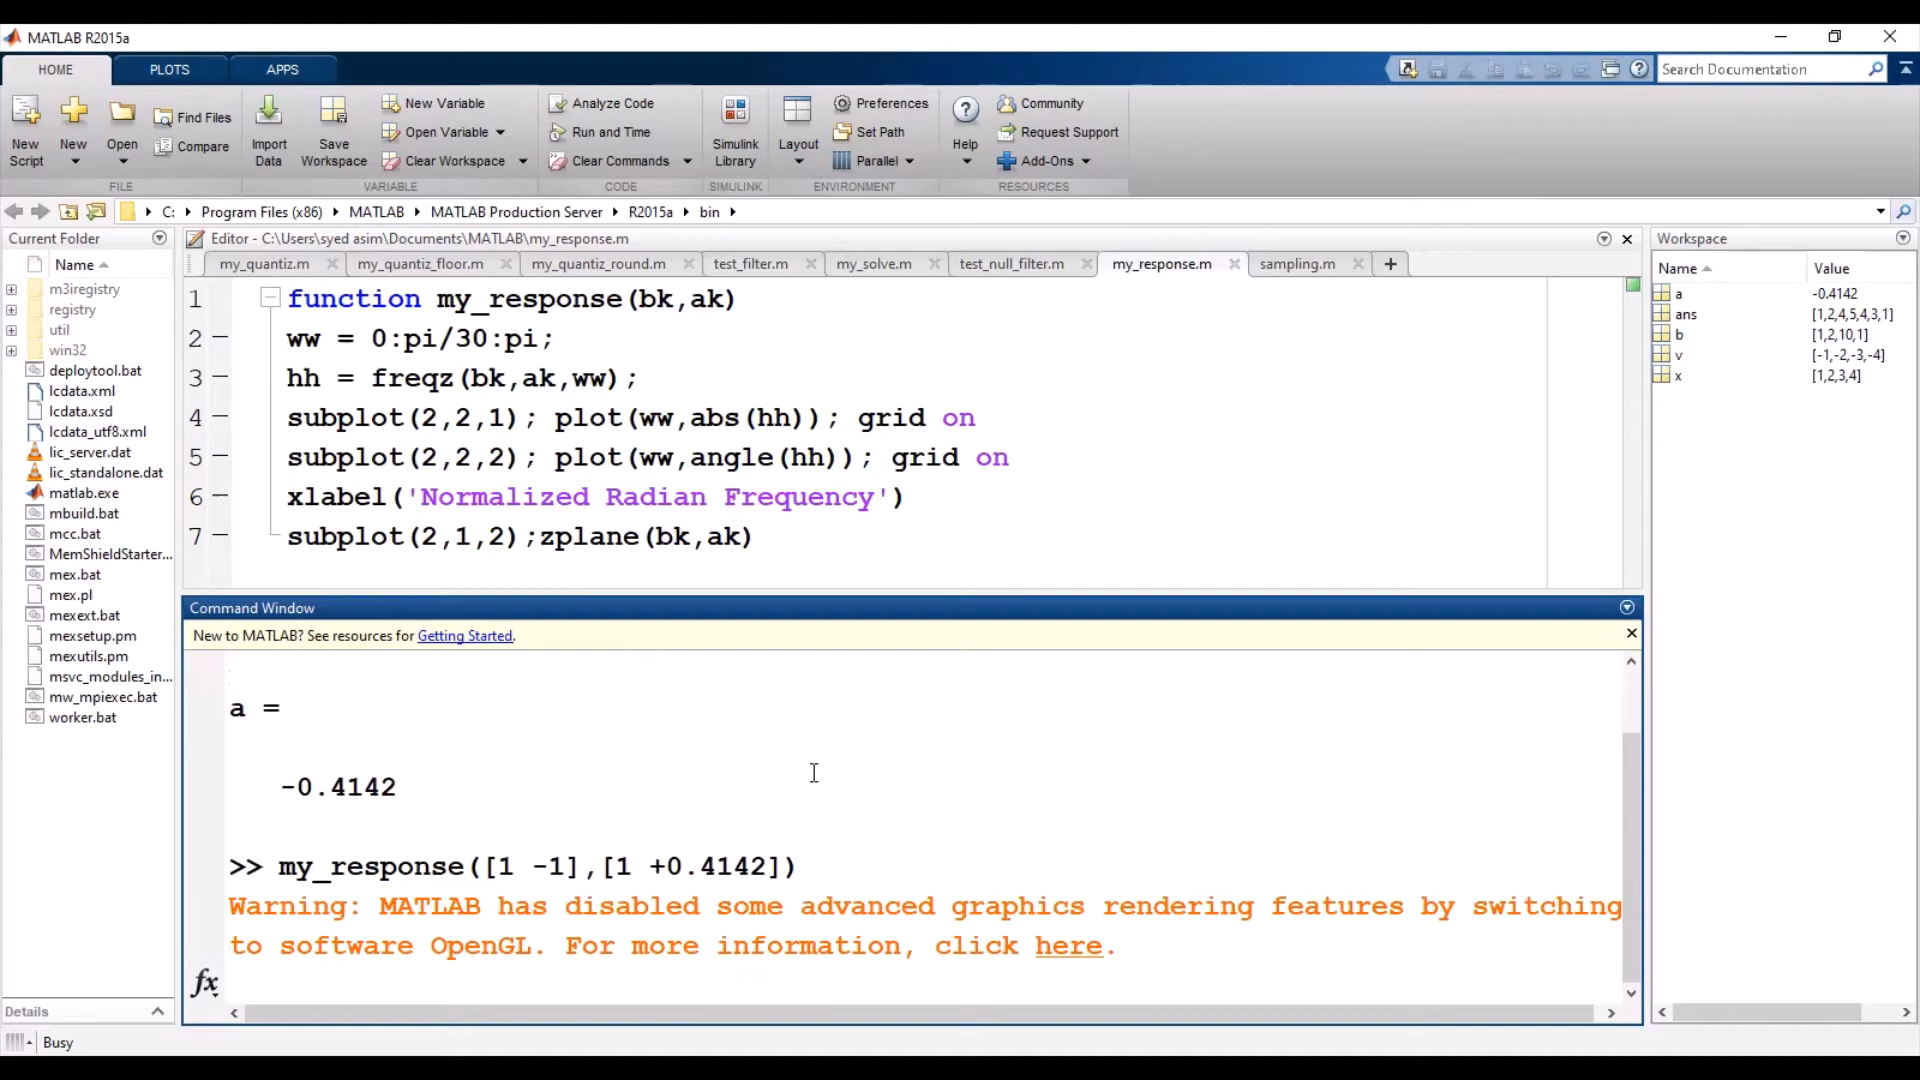 MATLAB R2015a
HOME
PLOTS
APPS
Search Documentation
New Script
New
Open
Find Files
Compare
Import Data
Save Workspace
New Variable
Open Variable
Clear Workspace
Analyze Code
Run and Time
Clear Commands
Simulink Library
Layout
Preferences
Set Path
Parallel
Help
Community
Request Support
Add-Ons
FILE
VARIABLE
CODE
SIMULINK
ENVIRONMENT
RESOURCES
C: Program Files (x86) MATLAB MATLAB Production Server R2015a bin
Current Folder
Name
m3iregistry
registry
util
win32
deploytool.bat
lcdata.xml
lcdata.xsd
lcdata_utf8.xml
lic_server.dat
lic_standalone.dat
matlab.exe
mbuild.bat
mcc.bat
MemShieldStarter...
mex.bat
mex.pl
mexext.bat
mexsetup.pm
mexutils.pm
msvc_modules_in...
mw_mpiexec.bat
worker.bat
Details
Busy
Editor - C:\Users\syed asim\Documents\MATLAB\my_response.m
my_quantiz.m
my_quantiz_floor.m
my_quantiz_round.m
test_filter.m
my_solve.m
test_null_filter.m
my_response.m
sampling.m
1 function my_response(bk,ak)
2 ww = 0:pi/30:pi;
3 hh = freqz(bk,ak,ww);
4 subplot(2,2,1); plot(ww,abs(hh)); grid on
5 subplot(2,2,2); plot(ww,angle(hh)); grid on
6 xlabel('Normalized Radian Frequency')
7 subplot(2,1,2);zplane(bk,ak)
Command Window
New to MATLAB? See resources for Getting Started.
a =
-0.4142
>> my_response([1 -1],[1 +0.4142])
Warning: MATLAB has disabled some advanced graphics rendering features by switching
to software OpenGL. For more information, click here.
fx
Workspace
Name Value
a -0.4142
ans [1,2,4,5,4,3,1]
b [1,2,10,1]
v [-1,-2,-3,-4]
x [1,2,3,4]